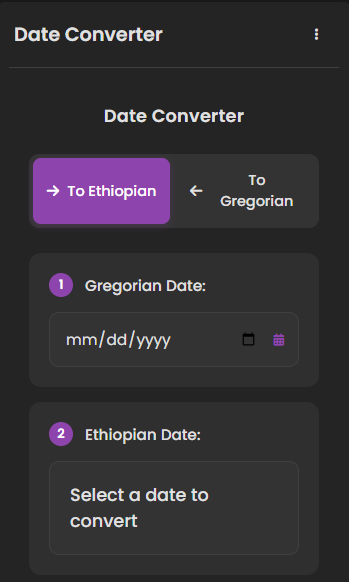 Date Converter
Date Converter
To Ethiopian
To
Gregorian
1 Gregorian Date:
mm/dd/yyyy
2 Ethiopian Date:
Select a date to
convert